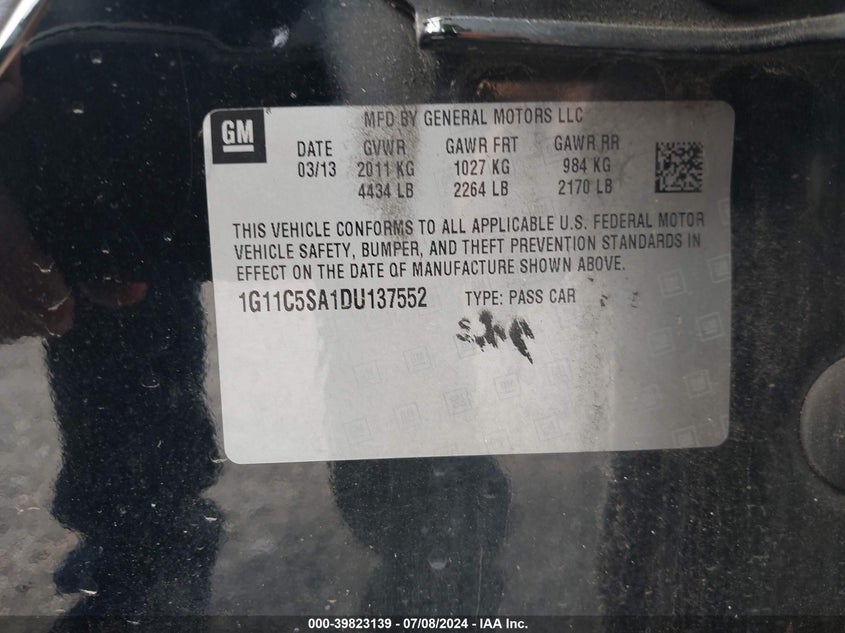 GM
MFD BY GENERAL MOTORS LLC
DATE GVWR GAWR FRT GAWR RR
03/13 2011 KG 1027 KG 984 KG
4434 LB 2264 LB 2170 LB
THIS VEHICLE CONFORMS TO ALL APPLICABLE U.S. FEDERAL MOTOR
VEHICLE SAFETY, BUMPER, AND THEFT PREVENTION STANDARDS IN
EFFECT ON THE DATE OF MANUFACTURE SHOWN ABOVE.
1G11C5SA1DU137552 TYPE: PASS CAR
000-39823139 - 07/08/2024 - IAA Inc.